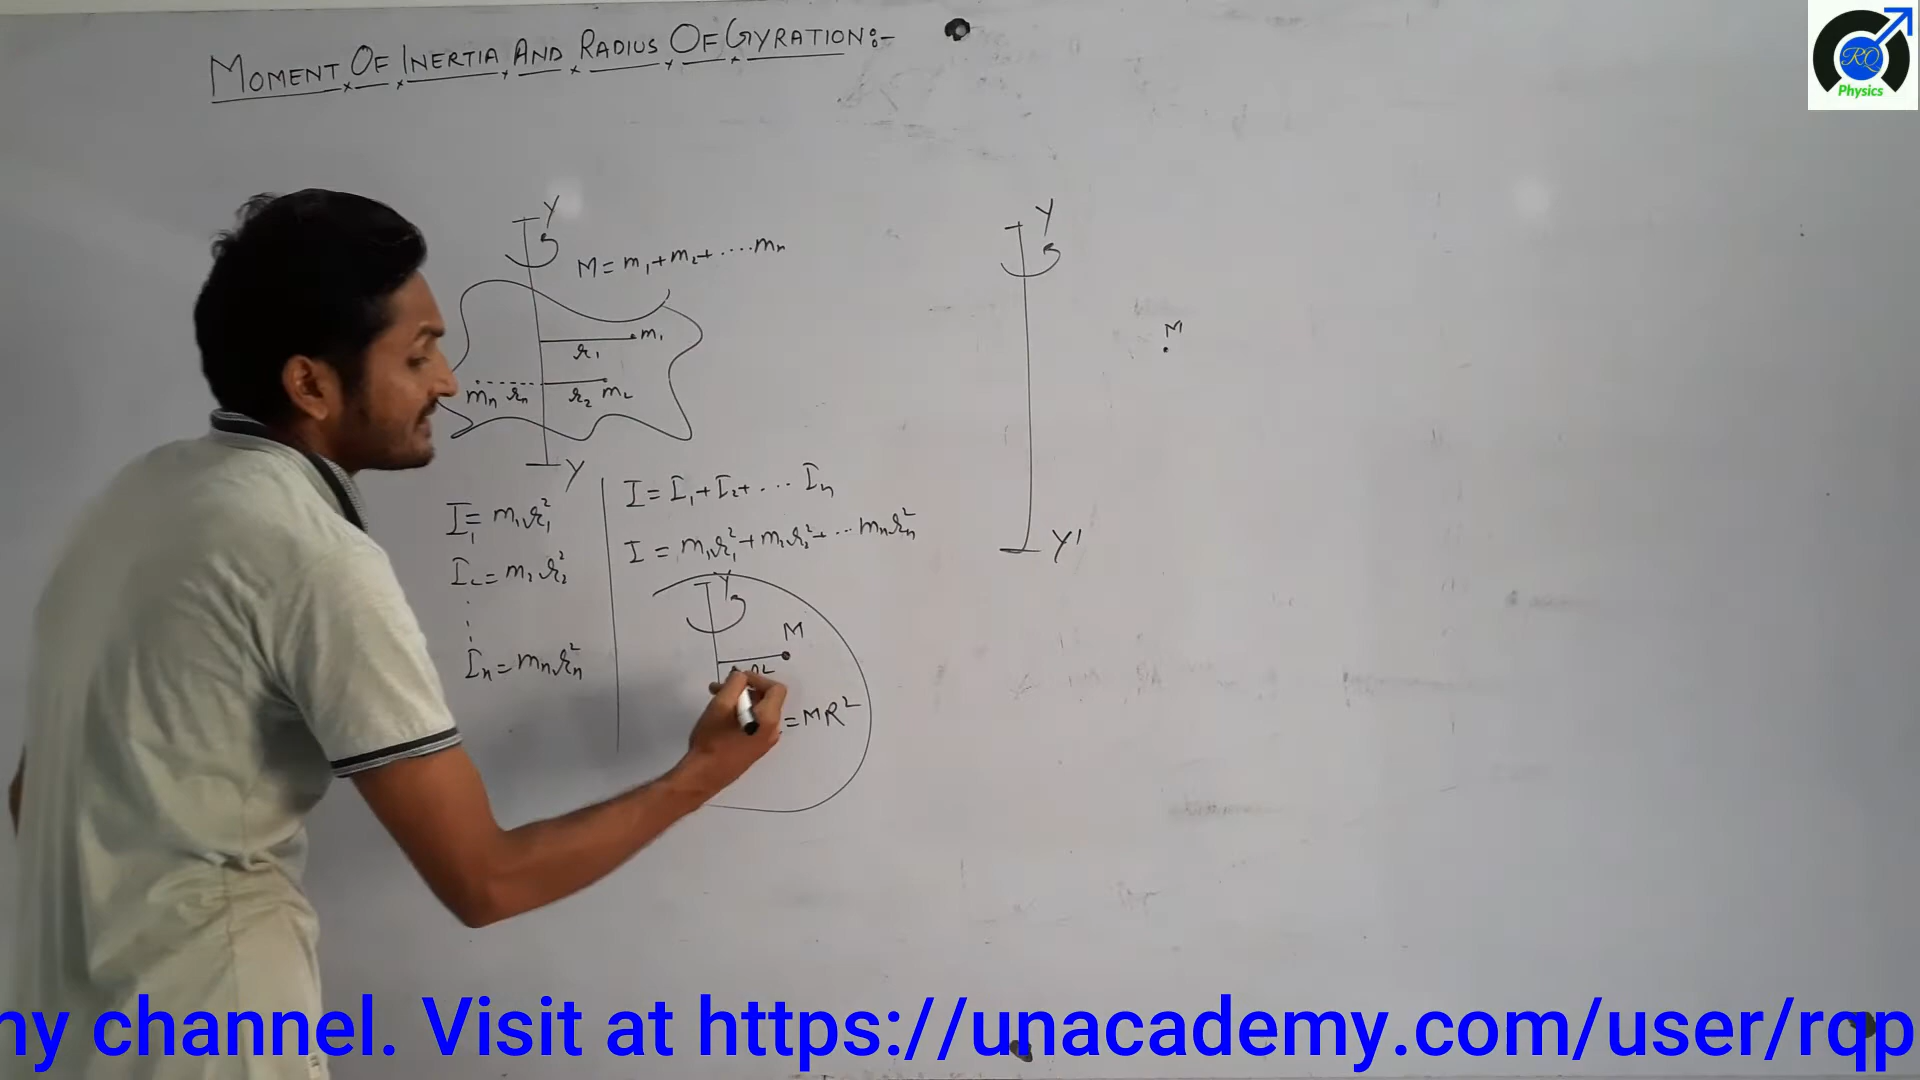 MOMENT OF INERTIA AND RADIUS OF GYRATION:-
RQ
Physics
Y
M = m₁ + m₂ + ....mₙ
m₁
r₁
mₙ rₙ
r₂ m₂
Y
I₁ = m₁r₁²
I₂ = m₂r₂²
Iₙ = mₙrₙ²
I = I₁ + I₂ + ... Iₙ
I = m₁r₁² + m₂r₂² + ... mₙrₙ²
Y
M
= MR²
Y
M
Y'
ny channel. Visit at https://unacademy.com/user/rqp